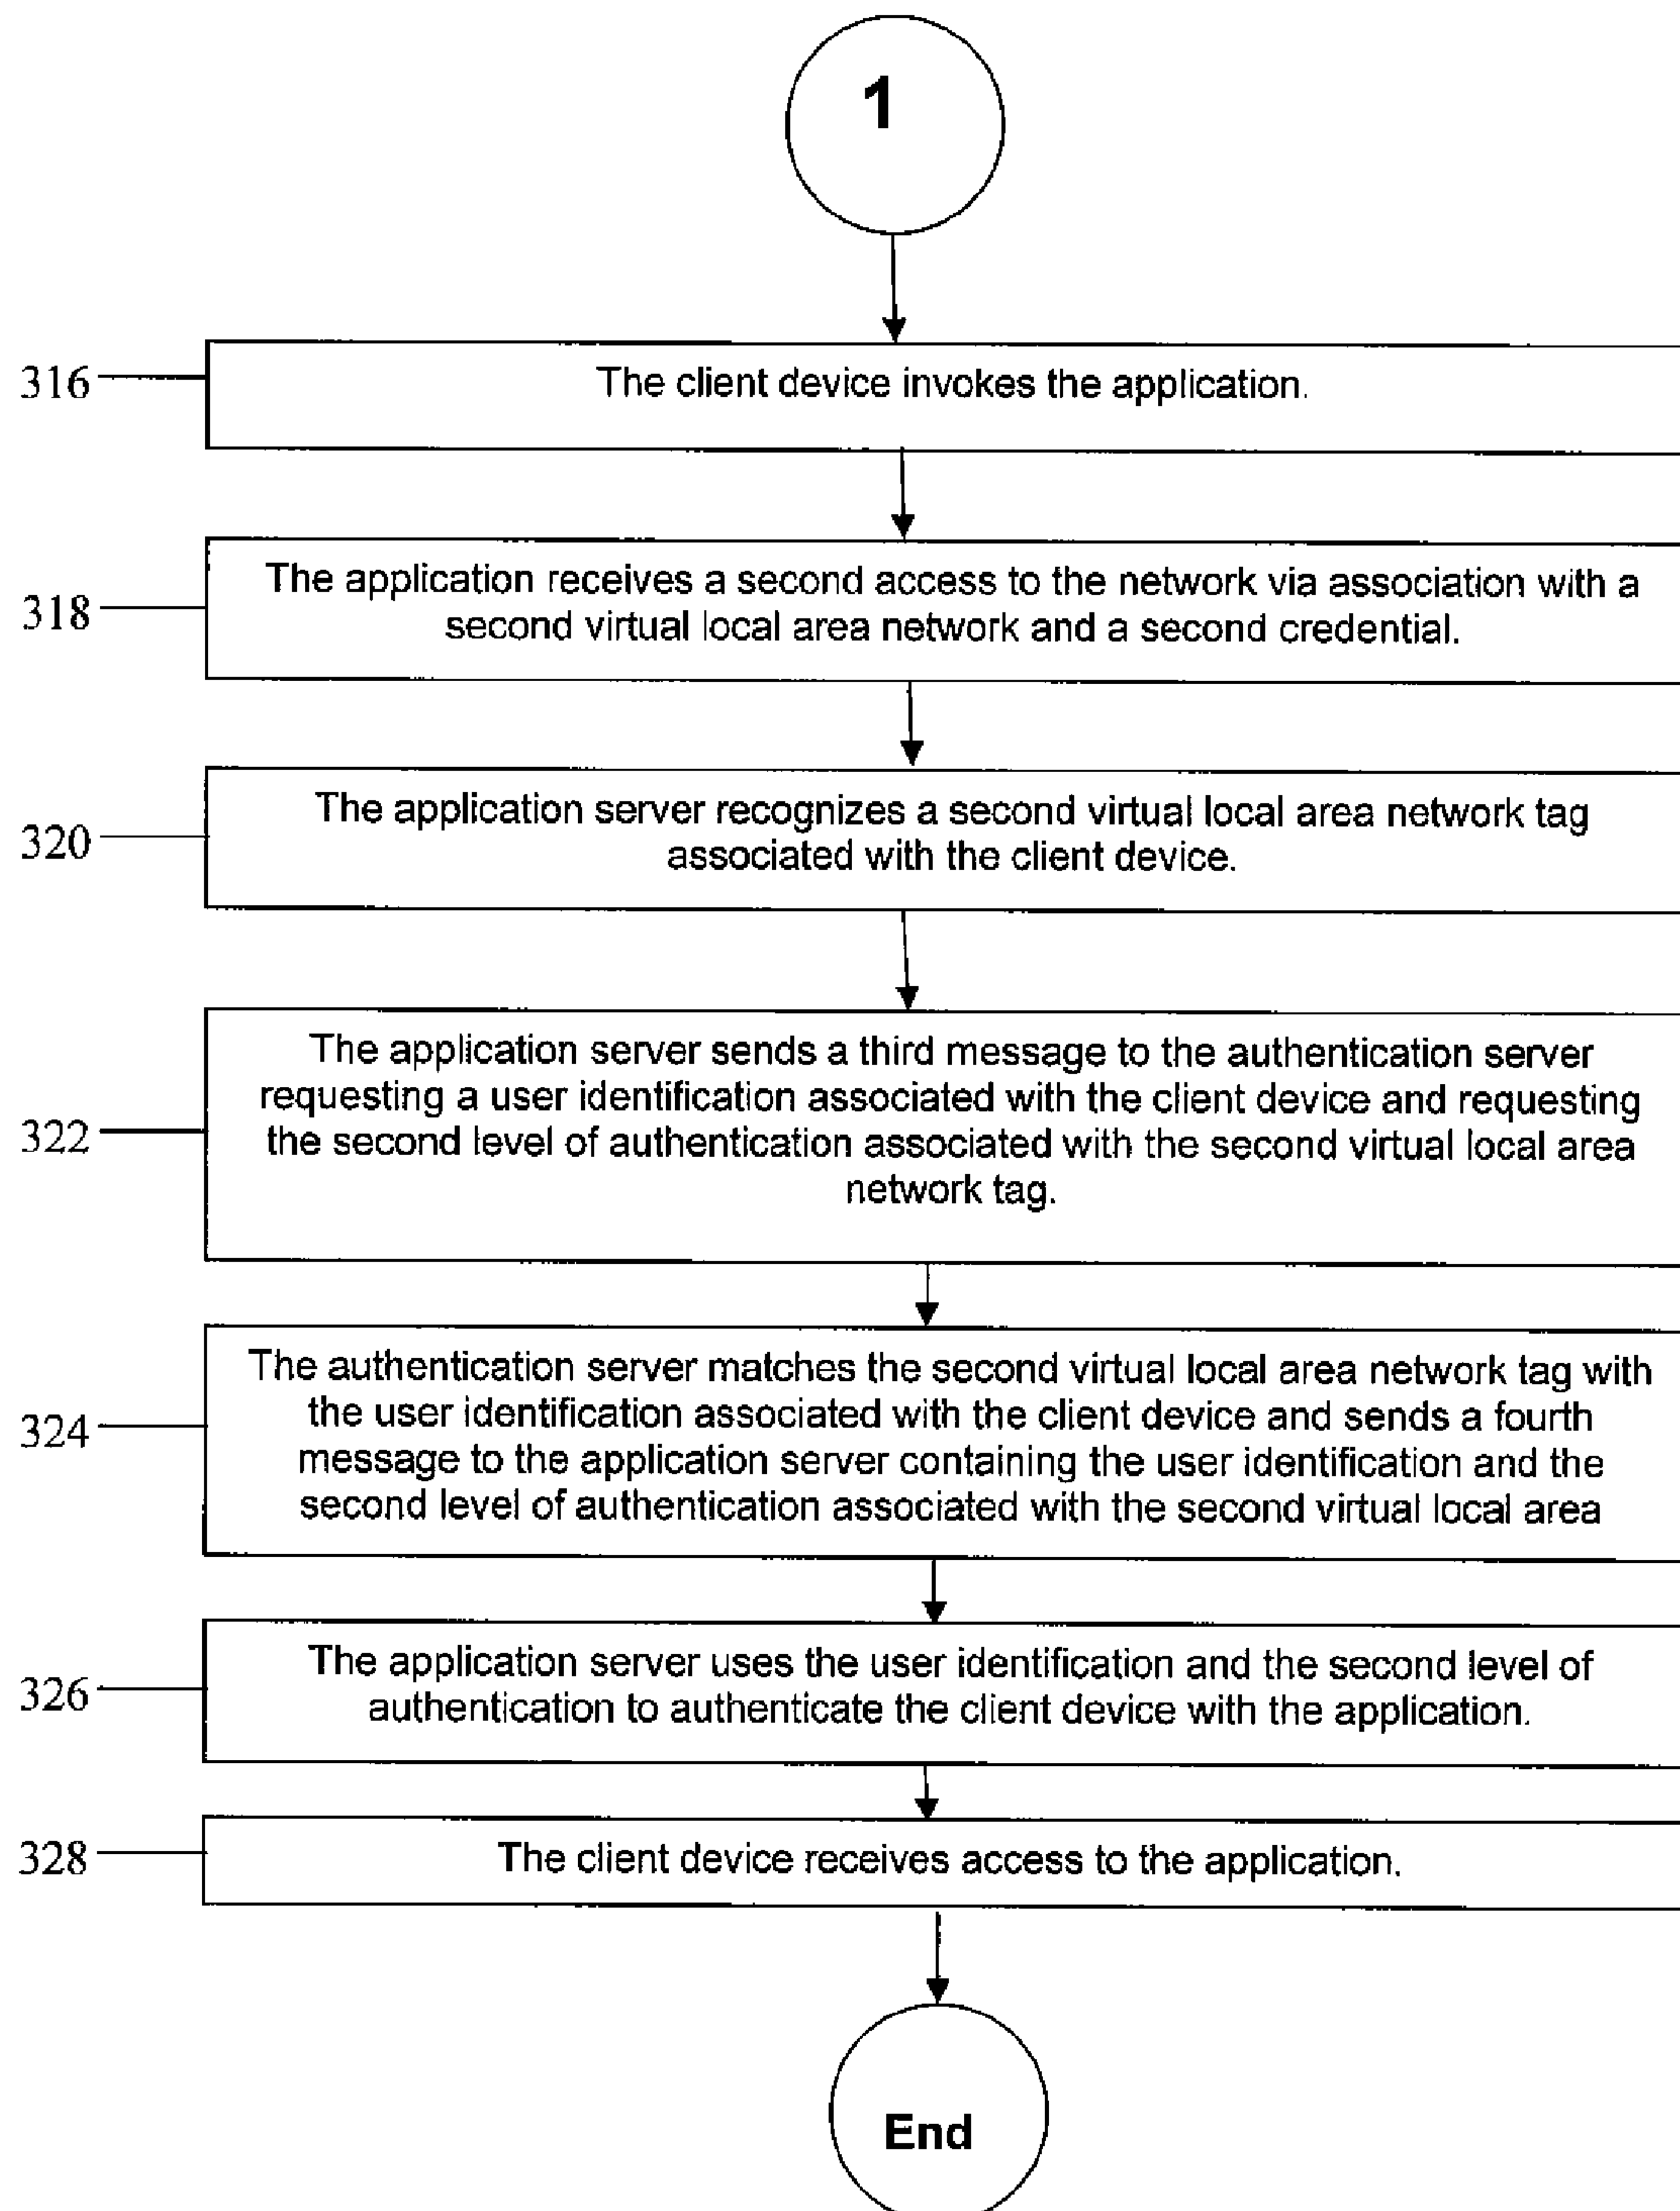 1
316
The client device invokes the application.
318
The application receives a second access to the network via association with a
second virtual local area network and a second credential.
320
The application server recognizes a second virtual local area network tag
associated with the client device.
322
The application server sends a third message to the authentication server
requesting a user identification associated with the client device and requesting
the second level of authentication associated with the second virtual local area
network tag.
324
The authentication server matches the second virtual local area network tag with
the user identification associated with the client device and sends a fourth
message to the application server containing the user identification and the
second level of authentication associated with the second virtual local area
326
The application server uses the user identification and the second level of
authentication to authenticate the client device with the application.
328
The client device receives access to the application.
End